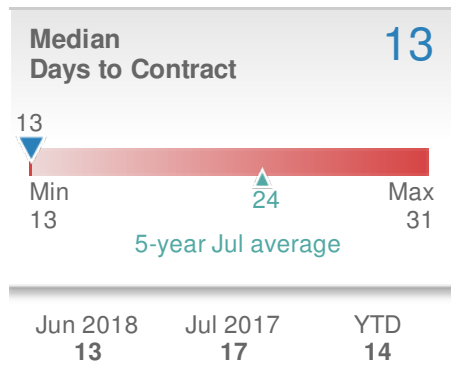 Median
Days to Contract
13
13
Min
13
24
Max
31
5-year Jul average
Jun 2018
13
Jul 2017
17
YTD
14